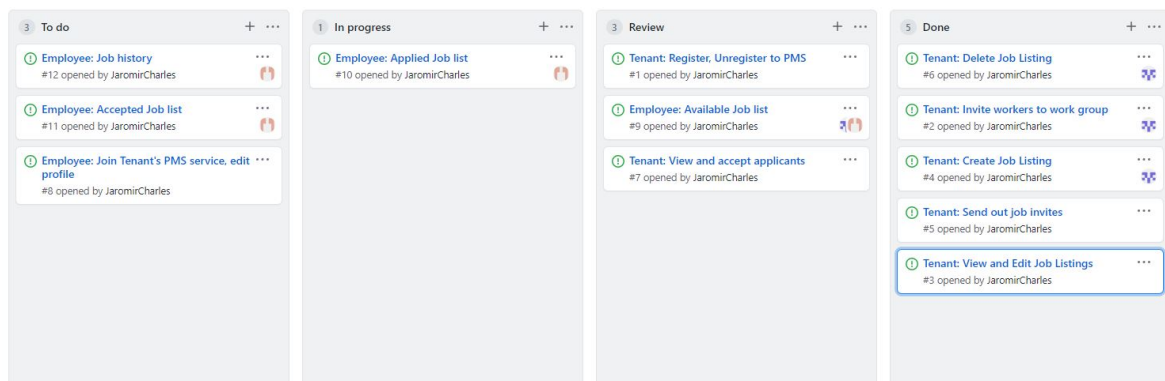 3 To do
Employee: Job history
#12 opened by JaromirCharles
Employee: Accepted Job list
#11 opened by JaromirCharles
Employee: Join Tenant's PMS service, edit
profile
#8 opened by JaromirCharles
1 In progress
Employee: Applied Job list
#10 opened by JaromirCharles
3 Review
Tenant: Register, Unregister to PMS
#1 opened by JaromirCharles
Employee: Available Job list
#9 opened by JaromirCharles
Tenant: View and accept applicants
#7 opened by JaromirCharles
5 Done
Tenant: Delete Job Listing
#6 opened by JaromirCharles
Tenant: Invite workers to work group
#2 opened by JaromirCharles
Tenant: Create Job Listing
#4 opened by JaromirCharles
Tenant: Send out job invites
#5 opened by JaromirCharles
Tenant: View and Edit Job Listings
#3 opened by JaromirCharles